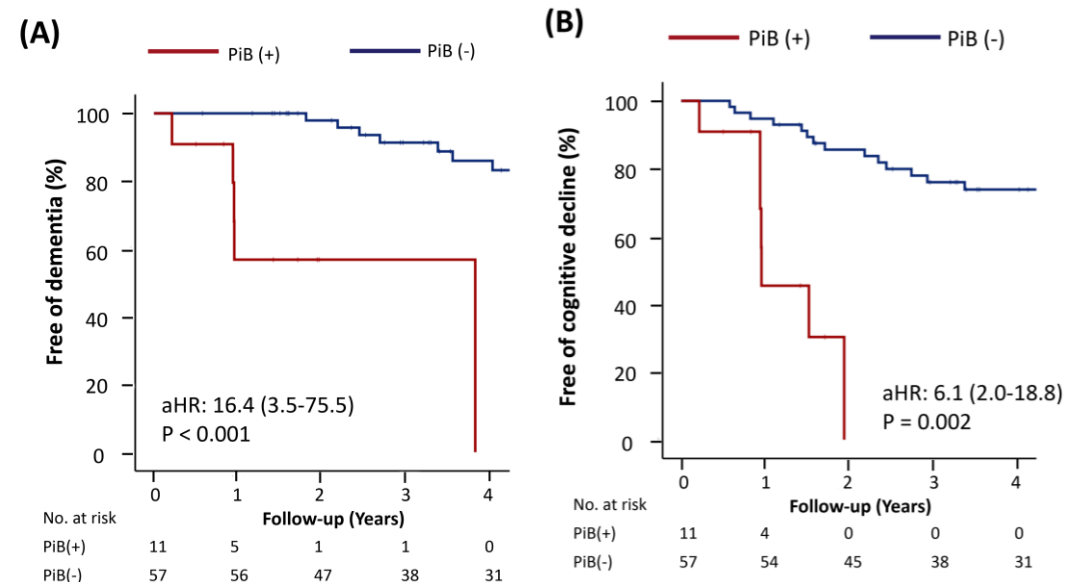 (A)
PiB (+) PiB (-)
Free of dementia (%)
100
80
60
40
20
0
aHR: 16.4 (3.5-75.5)
P < 0.001
0 1 2 3 4
Follow-up (Years)
No. at risk
PiB(+) 11 5 1 1 0
PiB(-) 57 56 47 38 31
(B)
PiB (+) PiB (-)
Free of cognitive decline (%)
100
80
60
40
20
0
aHR: 6.1 (2.0-18.8)
P = 0.002
0 1 2 3 4
Follow-up (Years)
No. at risk
PiB(+) 11 4 0 0 0
PiB(-) 57 54 45 38 31